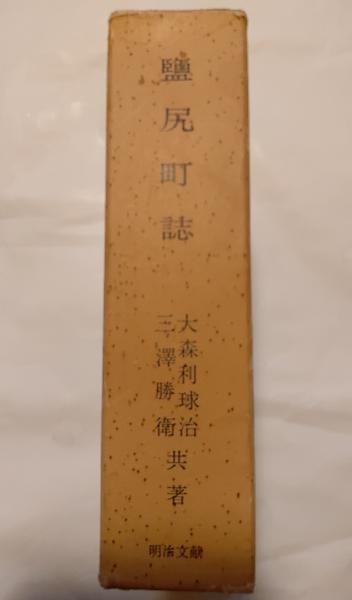 鹽尻町誌
大森利球治
三澤勝衛
共著
明治文献